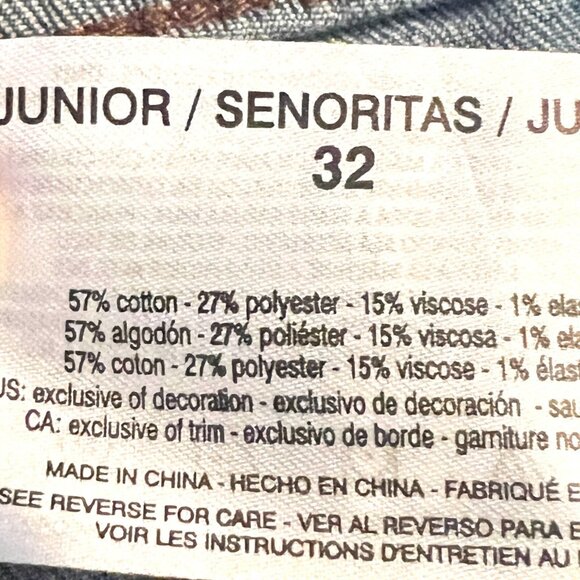 JUNIOR / SENORITAS / JU
32
57% cotton - 27% polyester - 15% viscose - 1% ela
57% algodón - 27% poliéster - 15% viscosa - 1% ela
57% coton - 27% polyester - 15% viscose - 1% élast
US: exclusive of decoration - exclusivo de decoración - sau
CA: exclusive of trim - exclusivo de borde - garniture no
MADE IN CHINA - HECHO EN CHINA - FABRIQUÉ E
SEE REVERSE FOR CARE - VER AL REVERSO PARA E
VOIR LES INSTRUCTIONS D'ENTRETIEN AU